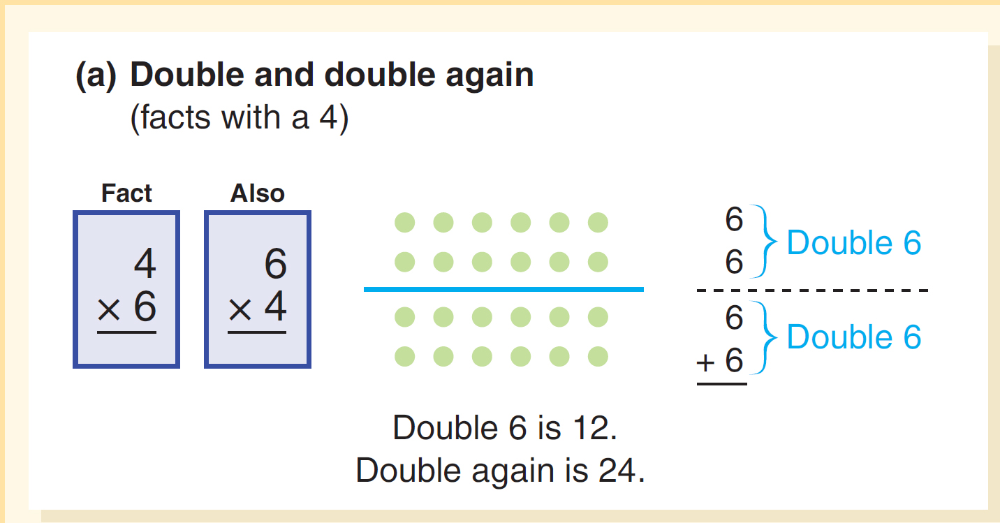 (a) Double and double again
(facts with a 4)
Fact
4
× 6
Also
6
× 4
6
6
Double 6
6
+ 6
Double 6
Double 6 is 12.
Double again is 24.